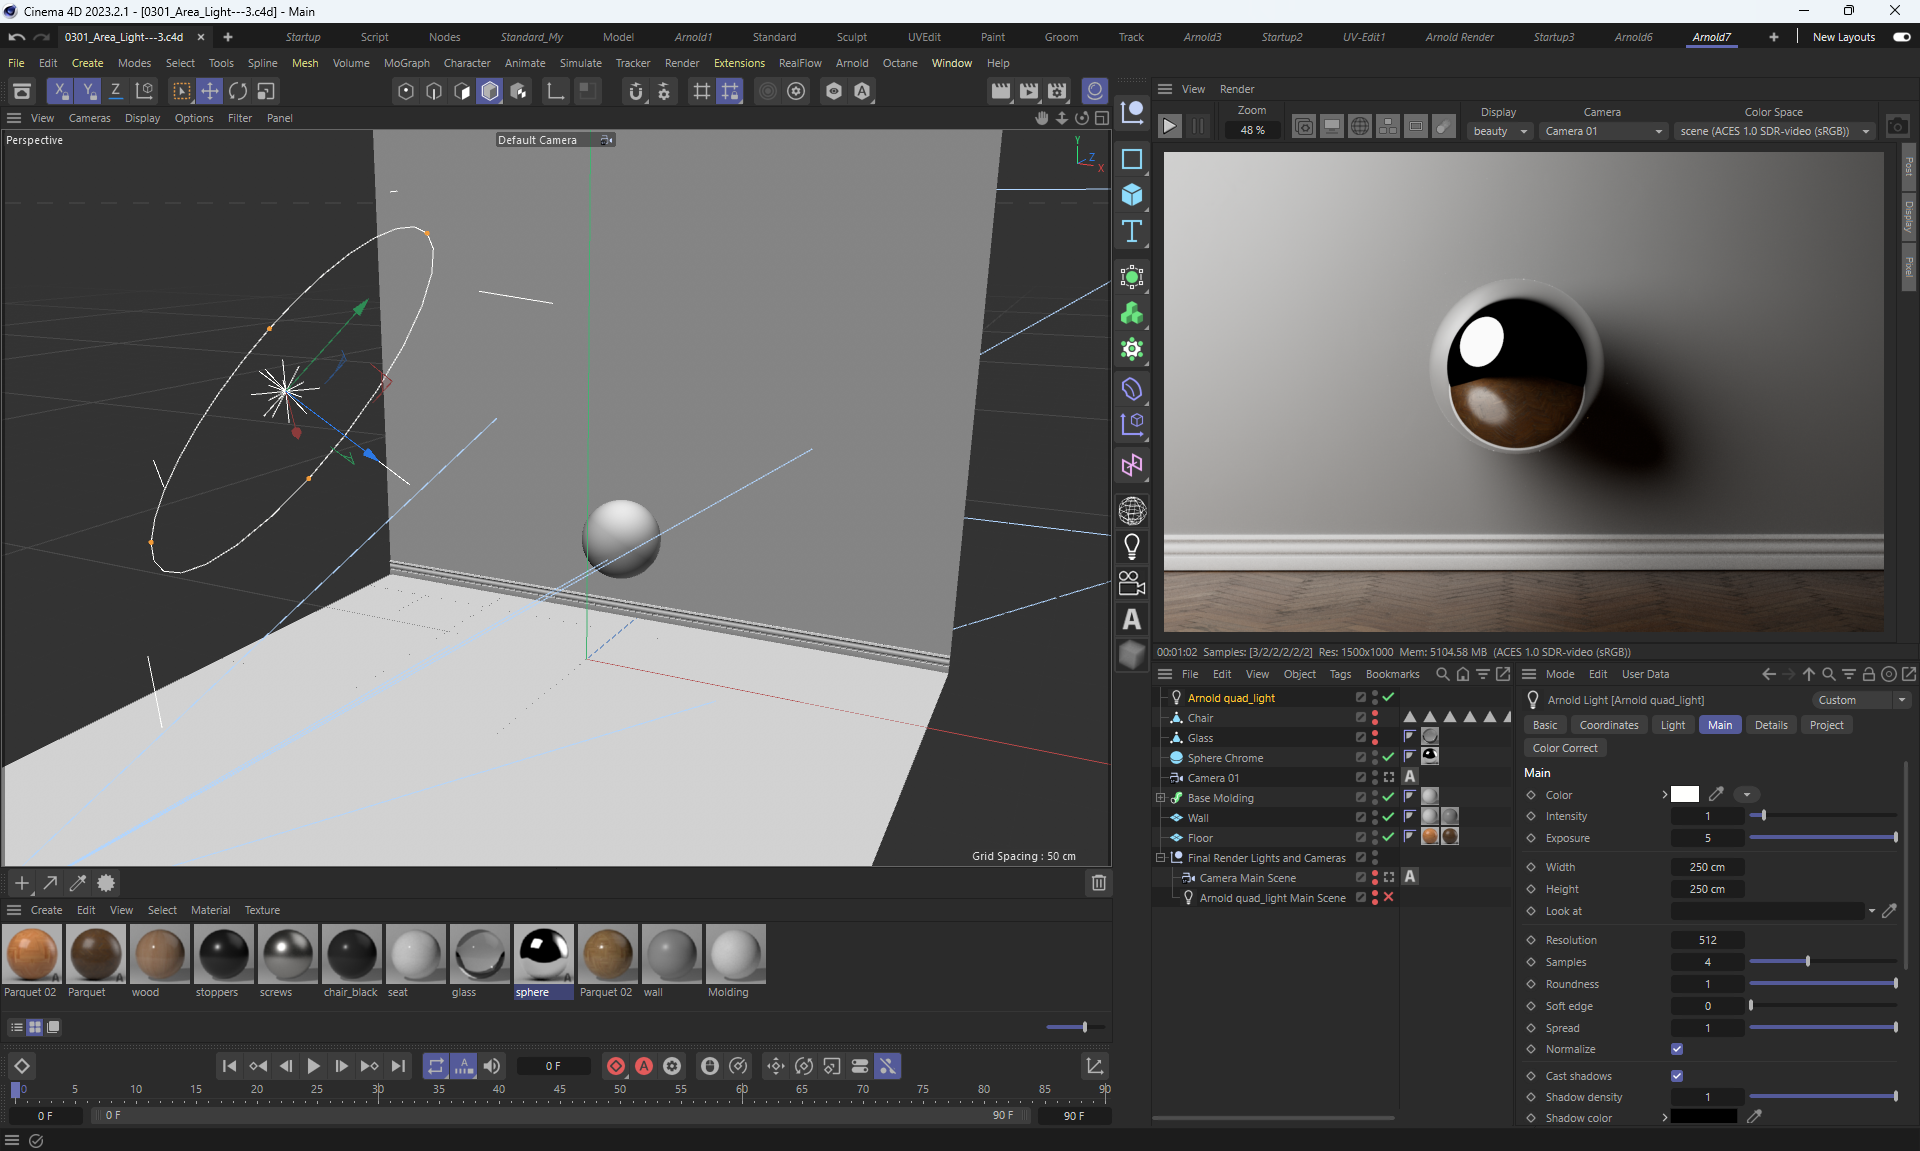 Cinema 4D 2023.2.1 - [0301_Area_Light---3.c4d] - Main
0301_Area_Light---3.c4d Startup Script Nodes Standard_My Model Arnold1 Standard Sculpt UVEdit Paint Groom Track Arnold3 Startup2 UV-Edit1 Arnold Render Startup3 Arnold6 Arnold7 New Layouts
File Edit Create Modes Select Tools Spline Mesh Volume MoGraph Character Animate Simulate Tracker Render Extensions RealFlow Arnold Octane Window Help
X Y Z
View Cameras Display Options Filter Panel
Perspective
Default Camera
Y
Z
X
Grid Spacing : 50 cm
View Render
Zoom
48 %
Display
beauty
Camera
Camera 01
Color Space
scene (ACES 1.0 SDR-video (sRGB))
Post
Display
Pixel
00:01:02 Samples: [3/2/2/2/2/2] Res: 1500x1000 Mem: 5104.58 MB (ACES 1.0 SDR-video (sRGB))
File Edit View Object Tags Bookmarks
Arnold quad_light
Chair
Glass
Sphere Chrome
Camera 01
Base Molding
Wall
Floor
Final Render Lights and Cameras
Camera Main Scene
Arnold quad_light Main Scene
Mode Edit User Data
Arnold Light [Arnold quad_light] Custom
Basic Coordinates Light Main Details Project
Color Correct
Main
Color
Intensity 1
Exposure 5
Width 250 cm
Height 250 cm
Look at
Resolution 512
Samples 4
Roundness 1
Soft edge 0
Spread 1
Normalize
Cast shadows
Shadow density 1
Shadow color
Create Edit View Select Material Texture
Parquet 02 Parquet wood stoppers screws chair_black seat glass sphere Parquet 02 wall Molding
0 F
0 5 10 15 20 25 30 35 40 45 50 55 60 65 70 75 80 85 90
0 F 0 F 90 F 90 F